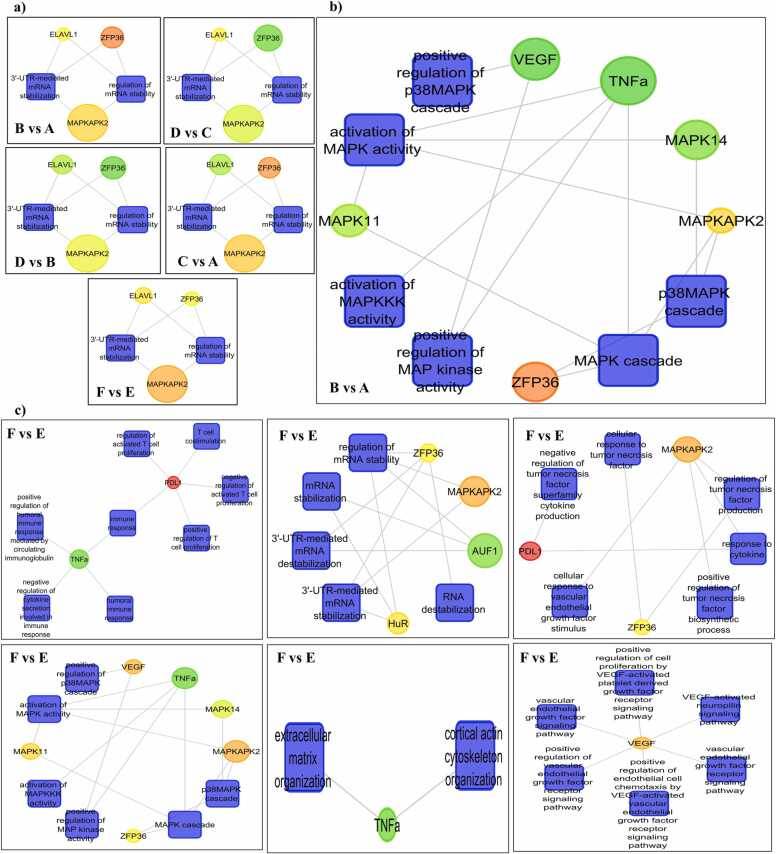 a)
ELAVL1
ZFP36
3'-UTR-mediated
mRNA
stabilization
regulation of
mRNA stability
MAPKAPK2
B vs A
ELAVL1
ZFP36
3'-UTR-mediated
mRNA
stabilization
regulation of
mRNA stability
MAPKAPK2
D vs C
ELAVL1
ZFP36
3'-UTR-mediated
mRNA
stabilization
regulation of
mRNA stability
MAPKAPK2
D vs B
ELAVL1
ZFP36
3'-UTR-mediated
mRNA
stabilization
regulation of
mRNA stability
MAPKAPK2
C vs A
ELAVL1
ZFP36
3'-UTR-mediated
mRNA
stabilization
regulation of
mRNA stability
MAPKAPK2
F vs E
b)
positive
regulation of
p38MAPK
cascade
VEGF
TNFa
activation of
MAPK activity
MAPK14
MAPK11
MAPKAPK2
activation of
MAPKKK
activity
p38MAPK
cascade
positive
regulation of
MAP kinase
activity
MAPK cascade
ZFP36
B vs A
c)
F vs E
regulation of
activated T cell
proliferation
T cell
costimulation
PDL1
negative regulation
of activated T cell
proliferation
positive regulation of
humoral immune
response
mediated by
circulating
immunoglobulin
immune
response
positive
regulation of T
cell proliferation
TNFa
negative
regulation of
cytokine
secretion
involved in
immune response
humoral immune
response
F vs E
regulation of
mRNA stability
ZFP36
mRNA
stabilization
MAPKAPK2
3'-UTR-mediated
mRNA
destabilization
AUF1
3'-UTR-mediated
mRNA
stabilization
RNA
destabilization
HuR
F vs E
cellular
response to
tumor necrosis
factor
MAPKAPK2
negative
regulation of
tumor necrosis
factor
superfamily
cytokine
production
regulation of
tumor necrosis
factor
production
PDL1
response to
cytokine
cellular
response to
vascular
endothelial
growth factor
stimulus
positive
regulation of
tumor necrosis
factor
biosynthetic
process
ZFP36
F vs E
positive
regulation of
p38MAPK
cascade
VEGF
TNFa
activation of
MAPK activity
MAPK14
MAPK11
MAPKAPK2
activation of
MAPKKK
activity
p38MAPK
cascade
positive
regulation of
MAP kinase
activity
MAPK cascade
ZFP36
F vs E
extracellular
matrix
organization
cortical actin
cytoskeleton
organization
TNFa
F vs E
positive
regulation of cell
proliferation by
VEGF-activated
platelet derived
growth factor
receptor
signaling
pathway
vascular
endothelial
growth factor
signaling
pathway
VEGF-activated
neuropilin
signaling
pathway
VEGF
positive
regulation of
vascular
endothelial
growth factor
receptor
signaling
pathway
positive
regulation of
endothelial cell
chemotaxis by
VEGF-activated
vascular
endothelial
growth factor
receptor
signaling
pathway
vascular
endothelial
growth factor
receptor
signaling
pathway